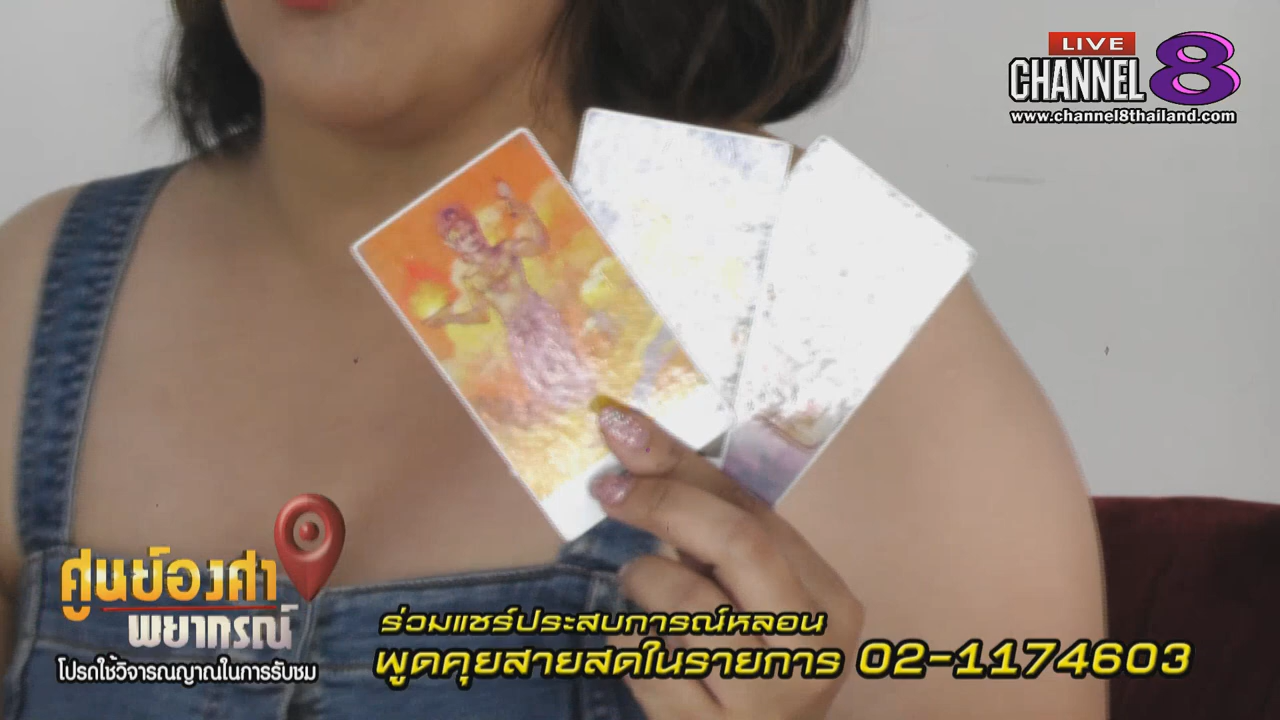 LIVE
CHANNEL 8
www.channel8thailand.com
ศูนย์องศา
พยากรณ์
โปรดใช้วิจารณญาณในการรับชม
ร่วมแชร์ประสบการณ์หลอน
พูดคุยสายสดในรายการ 02-1174603